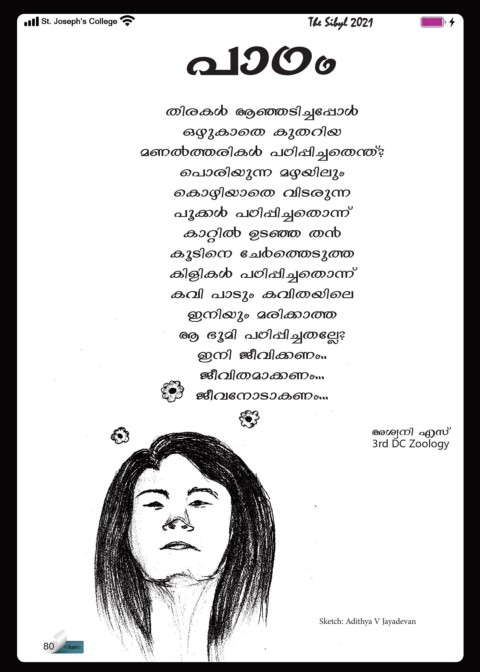 St. Joseph's College
The Sibyl 2021
പാഠം
തിരകൾ ആഞ്ഞടിച്ചപ്പോൾ
ഒഴുകാതെ കുതറിയ
മണൽത്തരികൾ പഠിപ്പിച്ചതെന്ത്?
പൊരിയുന്ന മഴയിലും
കൊഴിയാതെ വിടരുന്ന
പൂക്കൾ പഠിപ്പിച്ചതൊന്ന്
കാറ്റിൽ ഉടഞ്ഞ തൻ
കൂടിനെ ചേർത്തെടുത്ത
കിളികൾ പഠിപ്പിച്ചതൊന്ന്
കവി പാടും കവിതയിലെ
ഇനിയും മരിക്കാത്ത
ആ ഭൂമി പഠിപ്പിച്ചതല്ലേ?
ഇനി ജീവിക്കണം..
ജീവിതമാക്കണം...
ജീവനോടാകണം...
അശ്വനി എസ്
3rd DC Zoology
Sketch: Adithya V Jayadevan
80